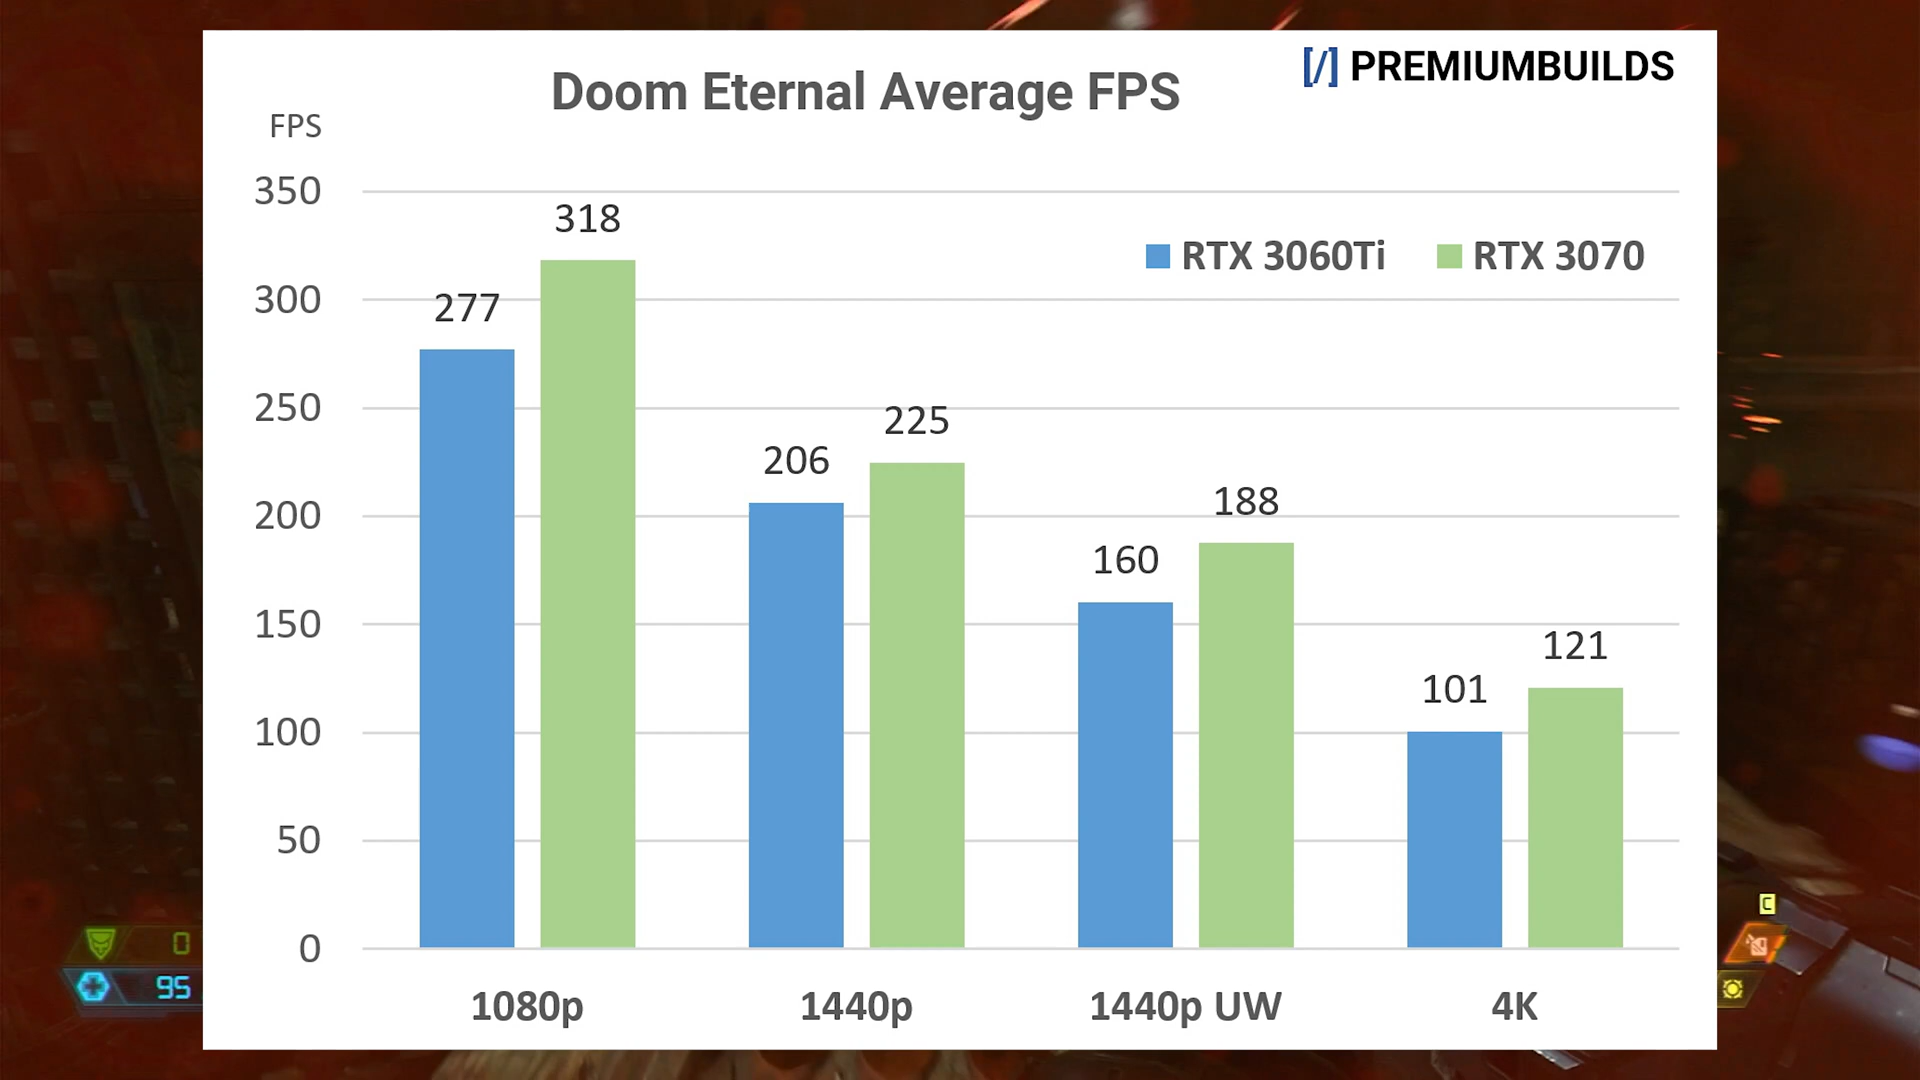 [/] PREMIUMBUILDS
Doom Eternal Average FPS
FPS
350
300
250
200
150
100
50
0
RTX 3060Ti
RTX 3070
277
318
206
225
160
188
101
121
1080p
1440p
1440p UW
4K
0
95
C